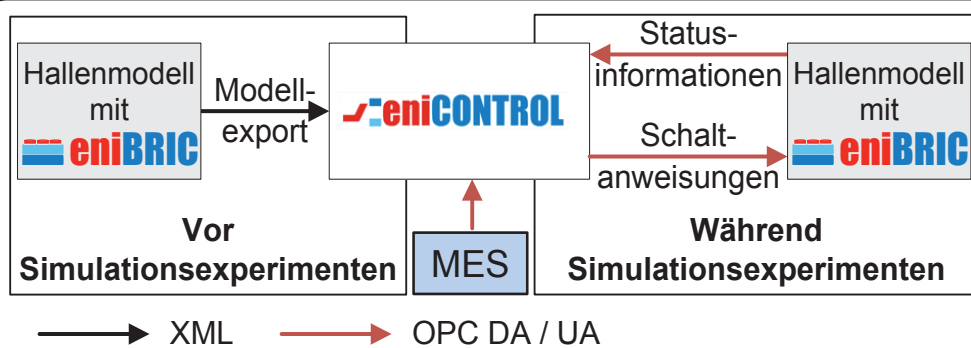 Hallenmodell
mit
eniBRIC
Modell-
export
eniCONTROL
Status-
informationen
Schalt-
anweisungen
Hallenmodell
mit
eniBRIC
Vor
Simulationsexperimenten
MES
Während
Simulationsexperimenten
XML
OPC DA / UA